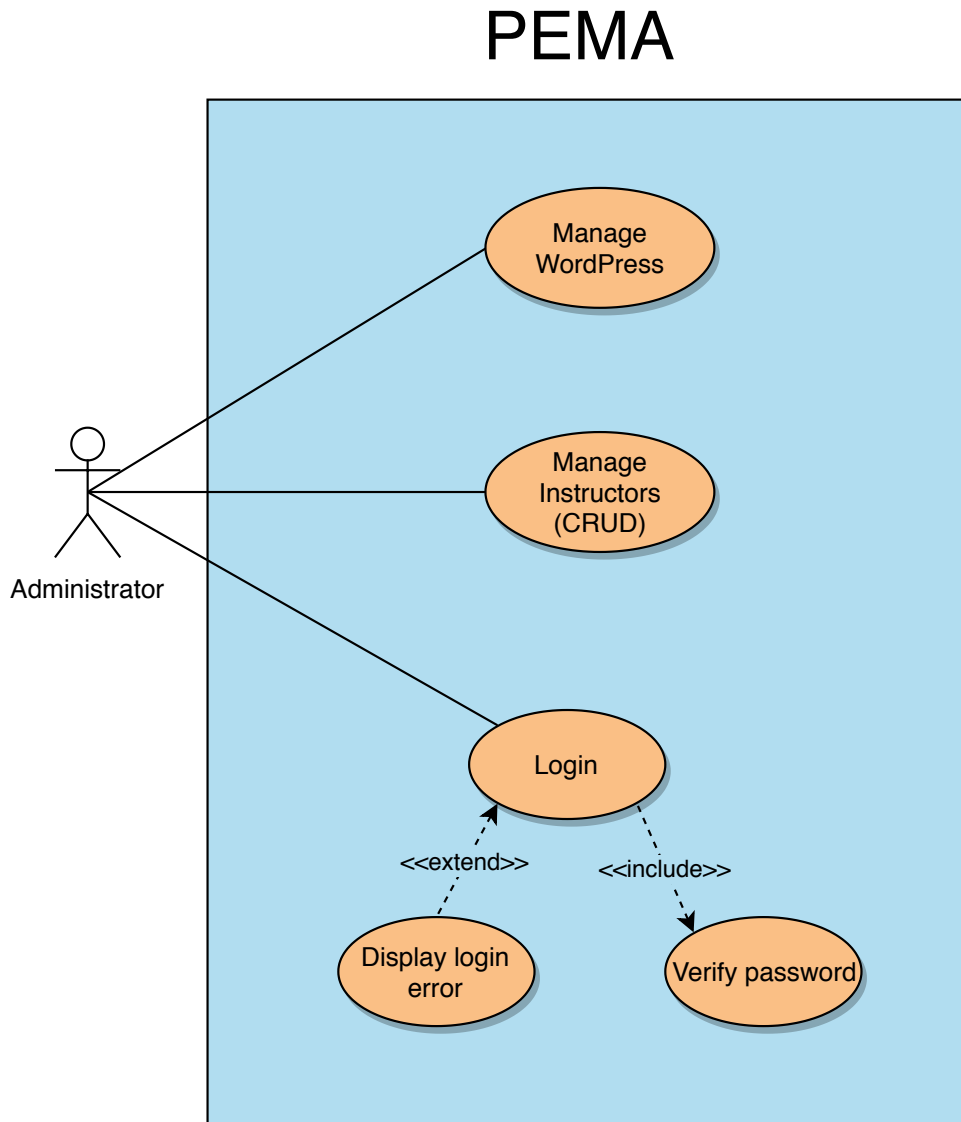 PEMA
Manage
WordPress
Manage
Instructors
(CRUD)
Administrator
Login
<<extend>>
<<include>>
Display login
error
Verify password